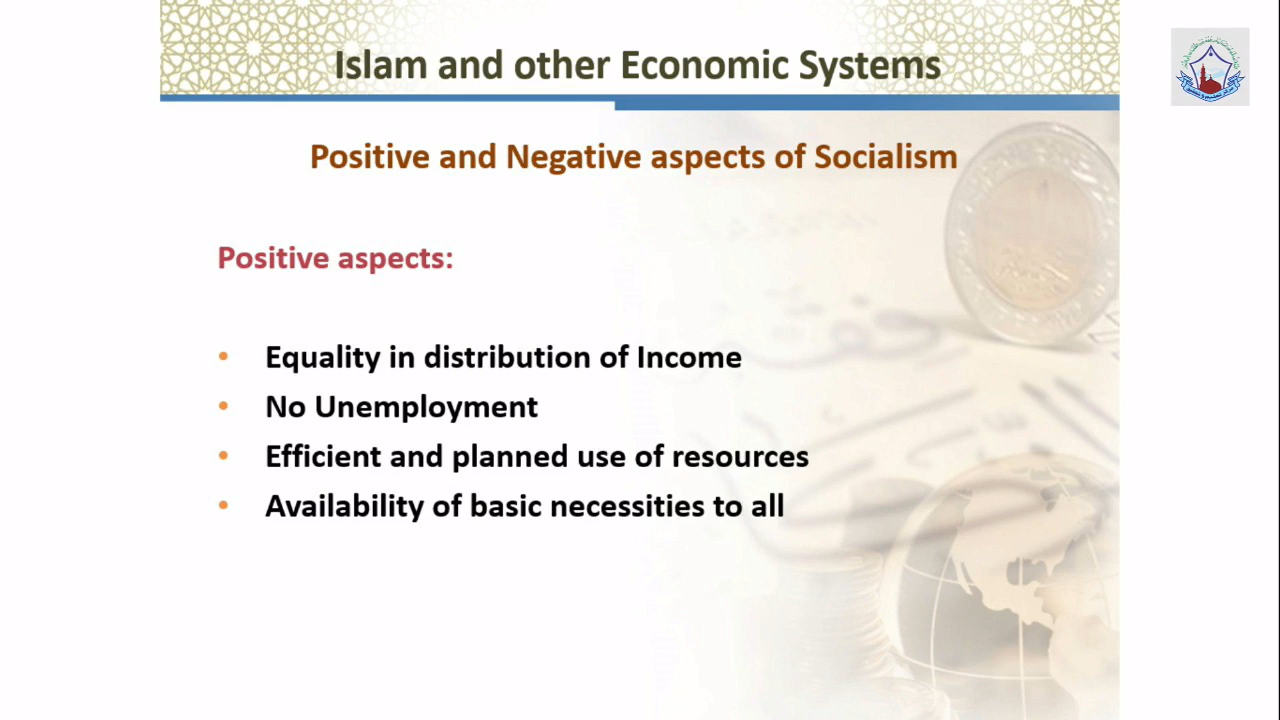 Islam and other Economic Systems
Positive and Negative aspects of Socialism
Positive aspects:
• Equality in distribution of Income
• No Unemployment
• Efficient and planned use of resources
• Availability of basic necessities to all